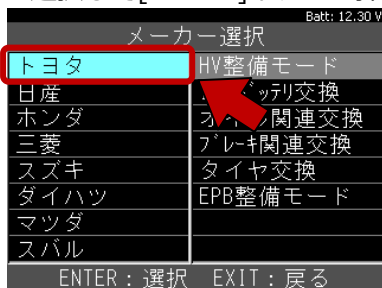 Batt: 12.30 V
メーカー選択
トヨタ
HV整備モード
日産
ッテリ交換
ホンダ
関連交換
三菱
ブレーキ関連交換
スズキ
タイヤ交換
ダイハツ
EPB整備モード
マツダ
スバル
ENTER：選択 EXIT：戻る